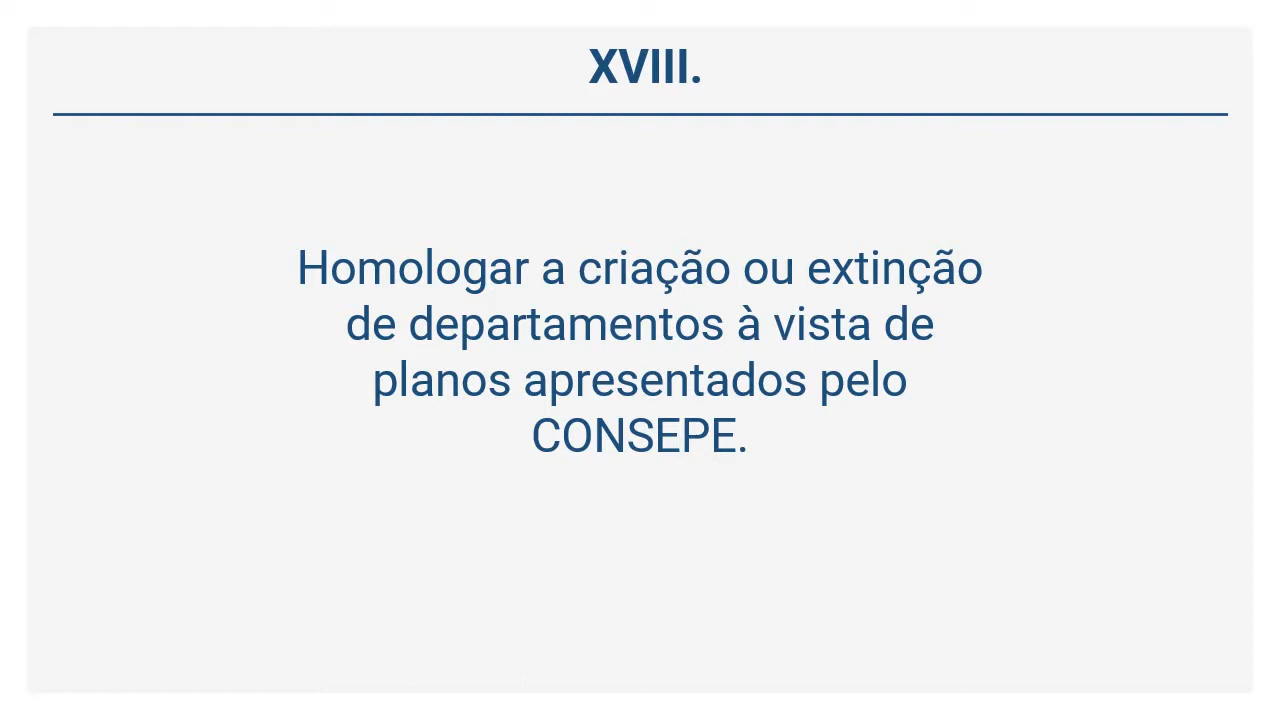 XVIII.
Homologar a criação ou extinção
de departamentos à vista de
planos apresentados pelo
CONSEPE.